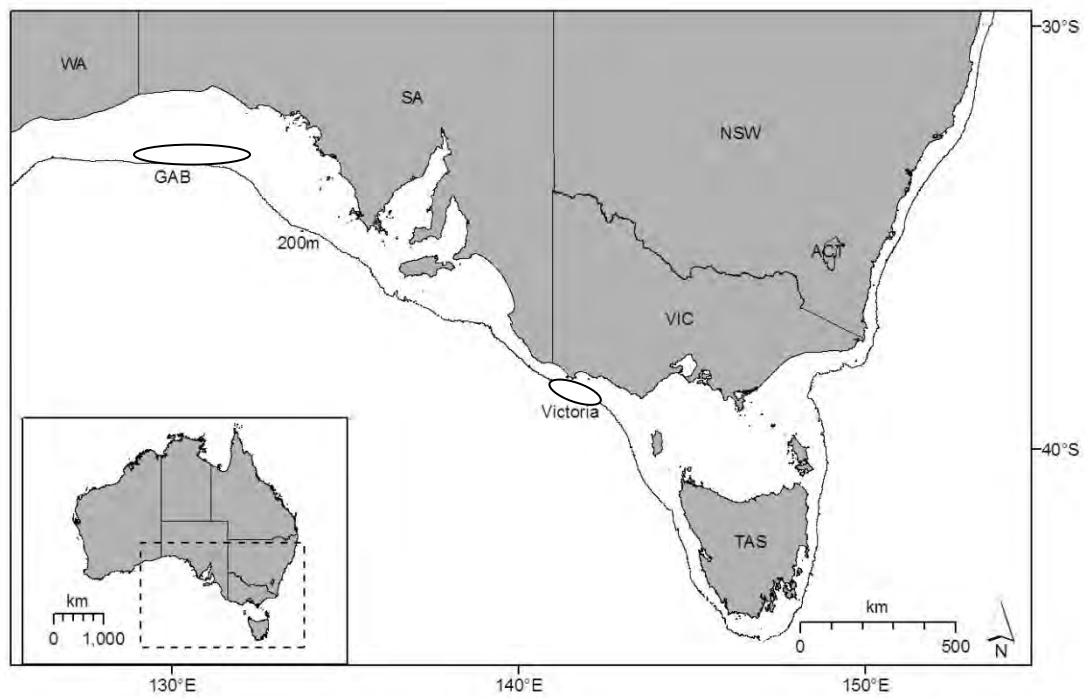 30°S
WA
SA
NSW
GAB
200m
ACT
VIC
Victoria
40°S
TAS
km
0 1,000
km
0 500
N
130°E
140°E
150°E